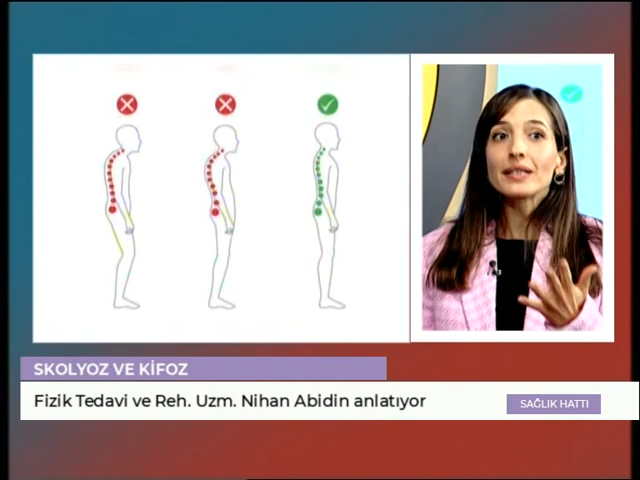 SKOLYOZ VE KİFOZ
Fizik Tedavi ve Reh. Uzm. Nihan Abidin anlatıyor
SAĞLIK HATTI